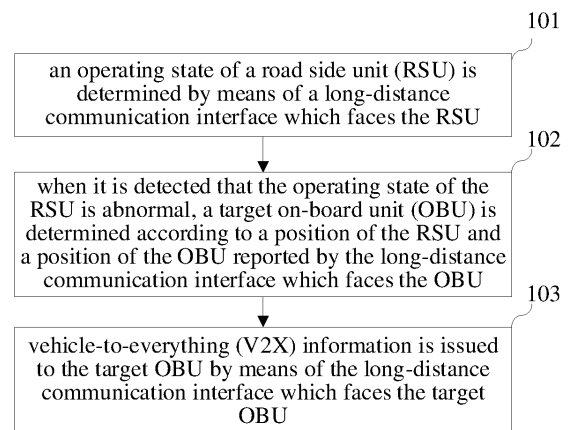 101
an operating state of a road side unit (RSU) is
determined by means of a long-distance
communication interface which faces the RSU
102
when it is detected that the operating state of the
RSU is abnormal, a target on-board unit (OBU) is
determined according to a position of the RSU and
a position of the OBU reported by the long-distance
communication interface which faces the OBU
103
vehicle-to-everything (V2X) information is issued
to the target OBU by means of the long-distance
communication interface which faces the target
OBU